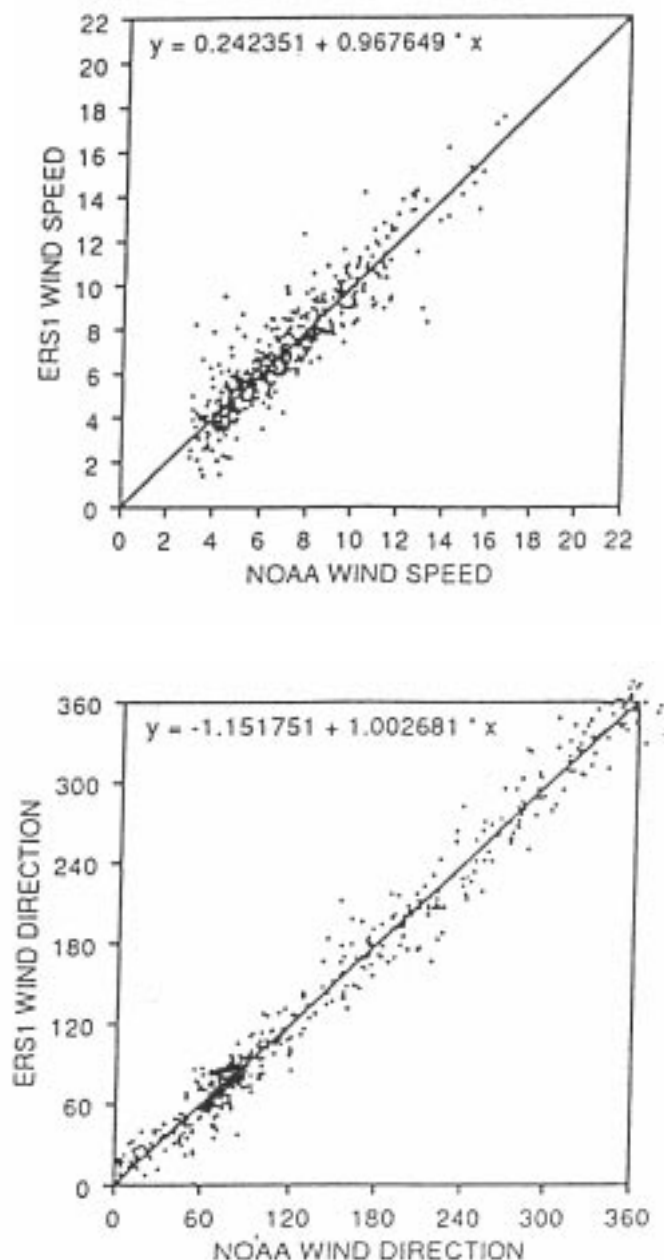 22
y = 0.242351 + 0.967649 * x
20
18
16
14
12
10
8
6
4
2
0
ERS1 WIND SPEED
0 2 4 6 8 10 12 14 16 18 20 22
NOAA WIND SPEED
360
y = -1.151751 + 1.002681 * x
300
240
180
120
60
0
ERS1 WIND DIRECTION
0 60 120 180 240 300 360
NOAA WIND DIRECTION